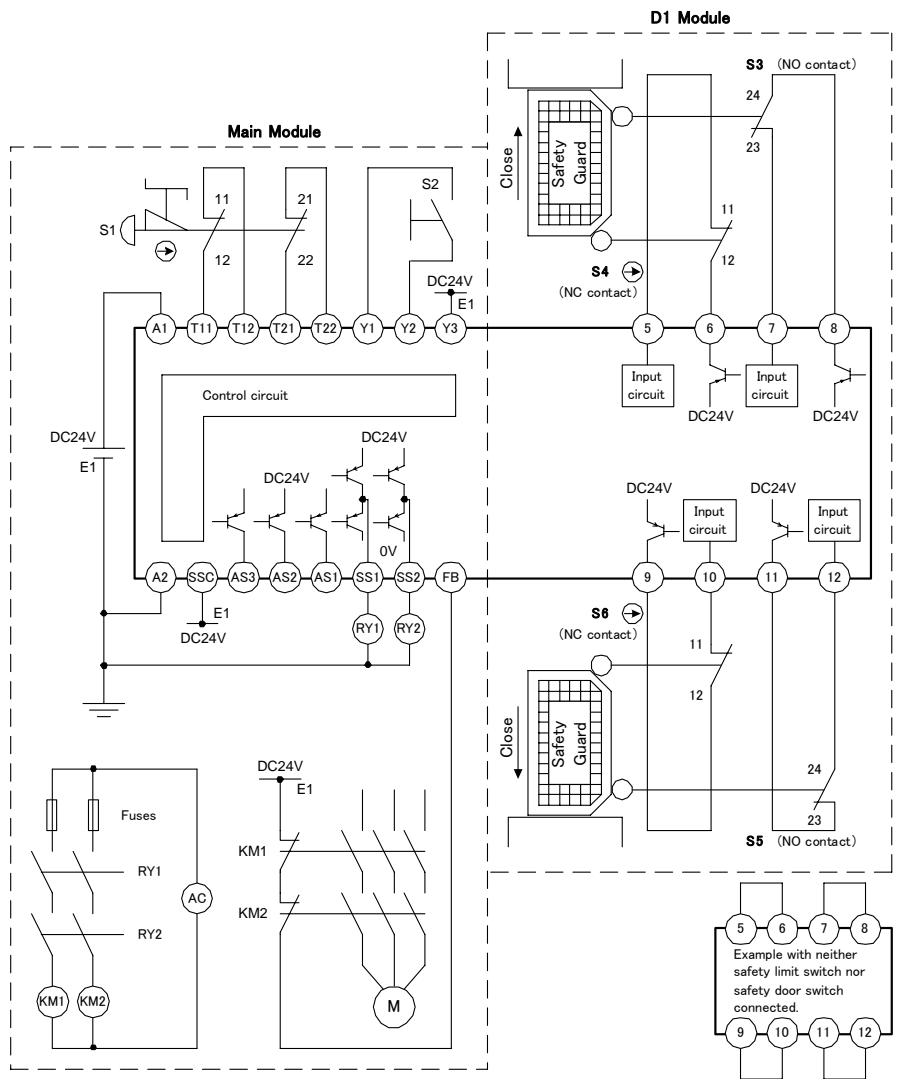 D1 Module
S3 (NO contact)
24
23
Close
Safety
Guard
11
12
S4
(NC contact)
Main Module
S1
11
12
21
22
S2
DC24V
E1
A1
T11
T12
T21
T22
Y1
Y2
Y3
5
6
7
8
Control circuit
Input
circuit
DC24V
Input
circuit
DC24V
DC24V
E1
DC24V
DC24V
0V
DC24V
Input
circuit
DC24V
Input
circuit
A2
SSC
AS3
AS2
AS1
SS1
SS2
FB
9
10
11
12
E1
DC24V
RY1
RY2
S6
(NC contact)
11
12
Close
Safety
Guard
24
23
S5 (NO contact)
Fuses
RY1
RY2
AC
KM1
KM2
DC24V
E1
KM1
KM2
M
5
6
7
8
Example with neither
safety limit switch nor
safety door switch
connected.
9
10
11
12